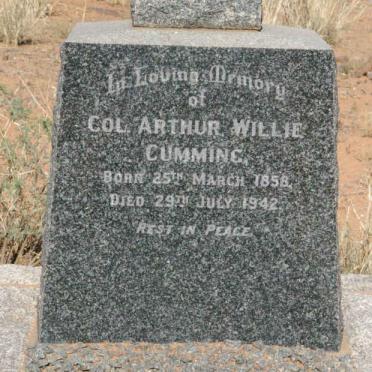 In Loving Memory
of
Col. Arthur Willie
Cumming,
Born 25th March 1858,
Died 29th July 1942.
Rest in Peace.